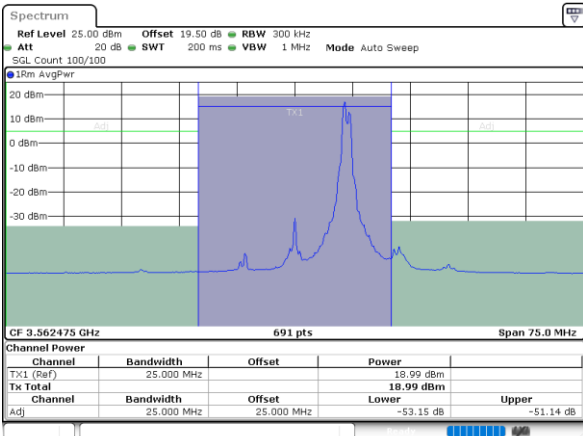 Spectrum
Ref Level 25.00 dBm Offset 19.50 dB RBW 300 kHz
Att 20 dB SWT 200 ms VBW 1 MHz Mode Auto Sweep
SGL Count 100/100
1Rm AvgPwr
20 dBm
TX1
10 dBm
Adj Adj
0 dBm
-10 dBm
-20 dBm
-30 dBm
CF 3.562475 GHz 691 pts Span 75.0 MHz
Channel Power
Channel Bandwidth Offset Power
TX1 (Ref) 25.000 MHz 18.99 dBm
Tx Total 18.99 dBm
Channel Bandwidth Offset Lower Upper
Adj 25.000 MHz 25.000 MHz -53.15 dB -51.14 dB
Ready